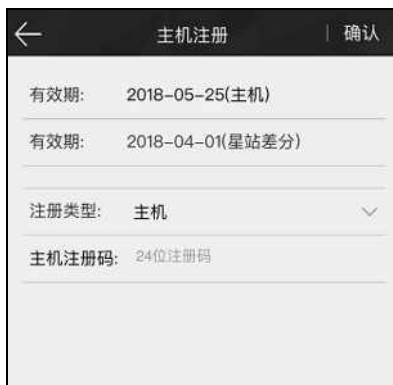 主机注册 | 确认
有效期: 2018-05-25(主机)
有效期: 2018-04-01(星站差分)
注册类型: 主机
主机注册码: 24位注册码